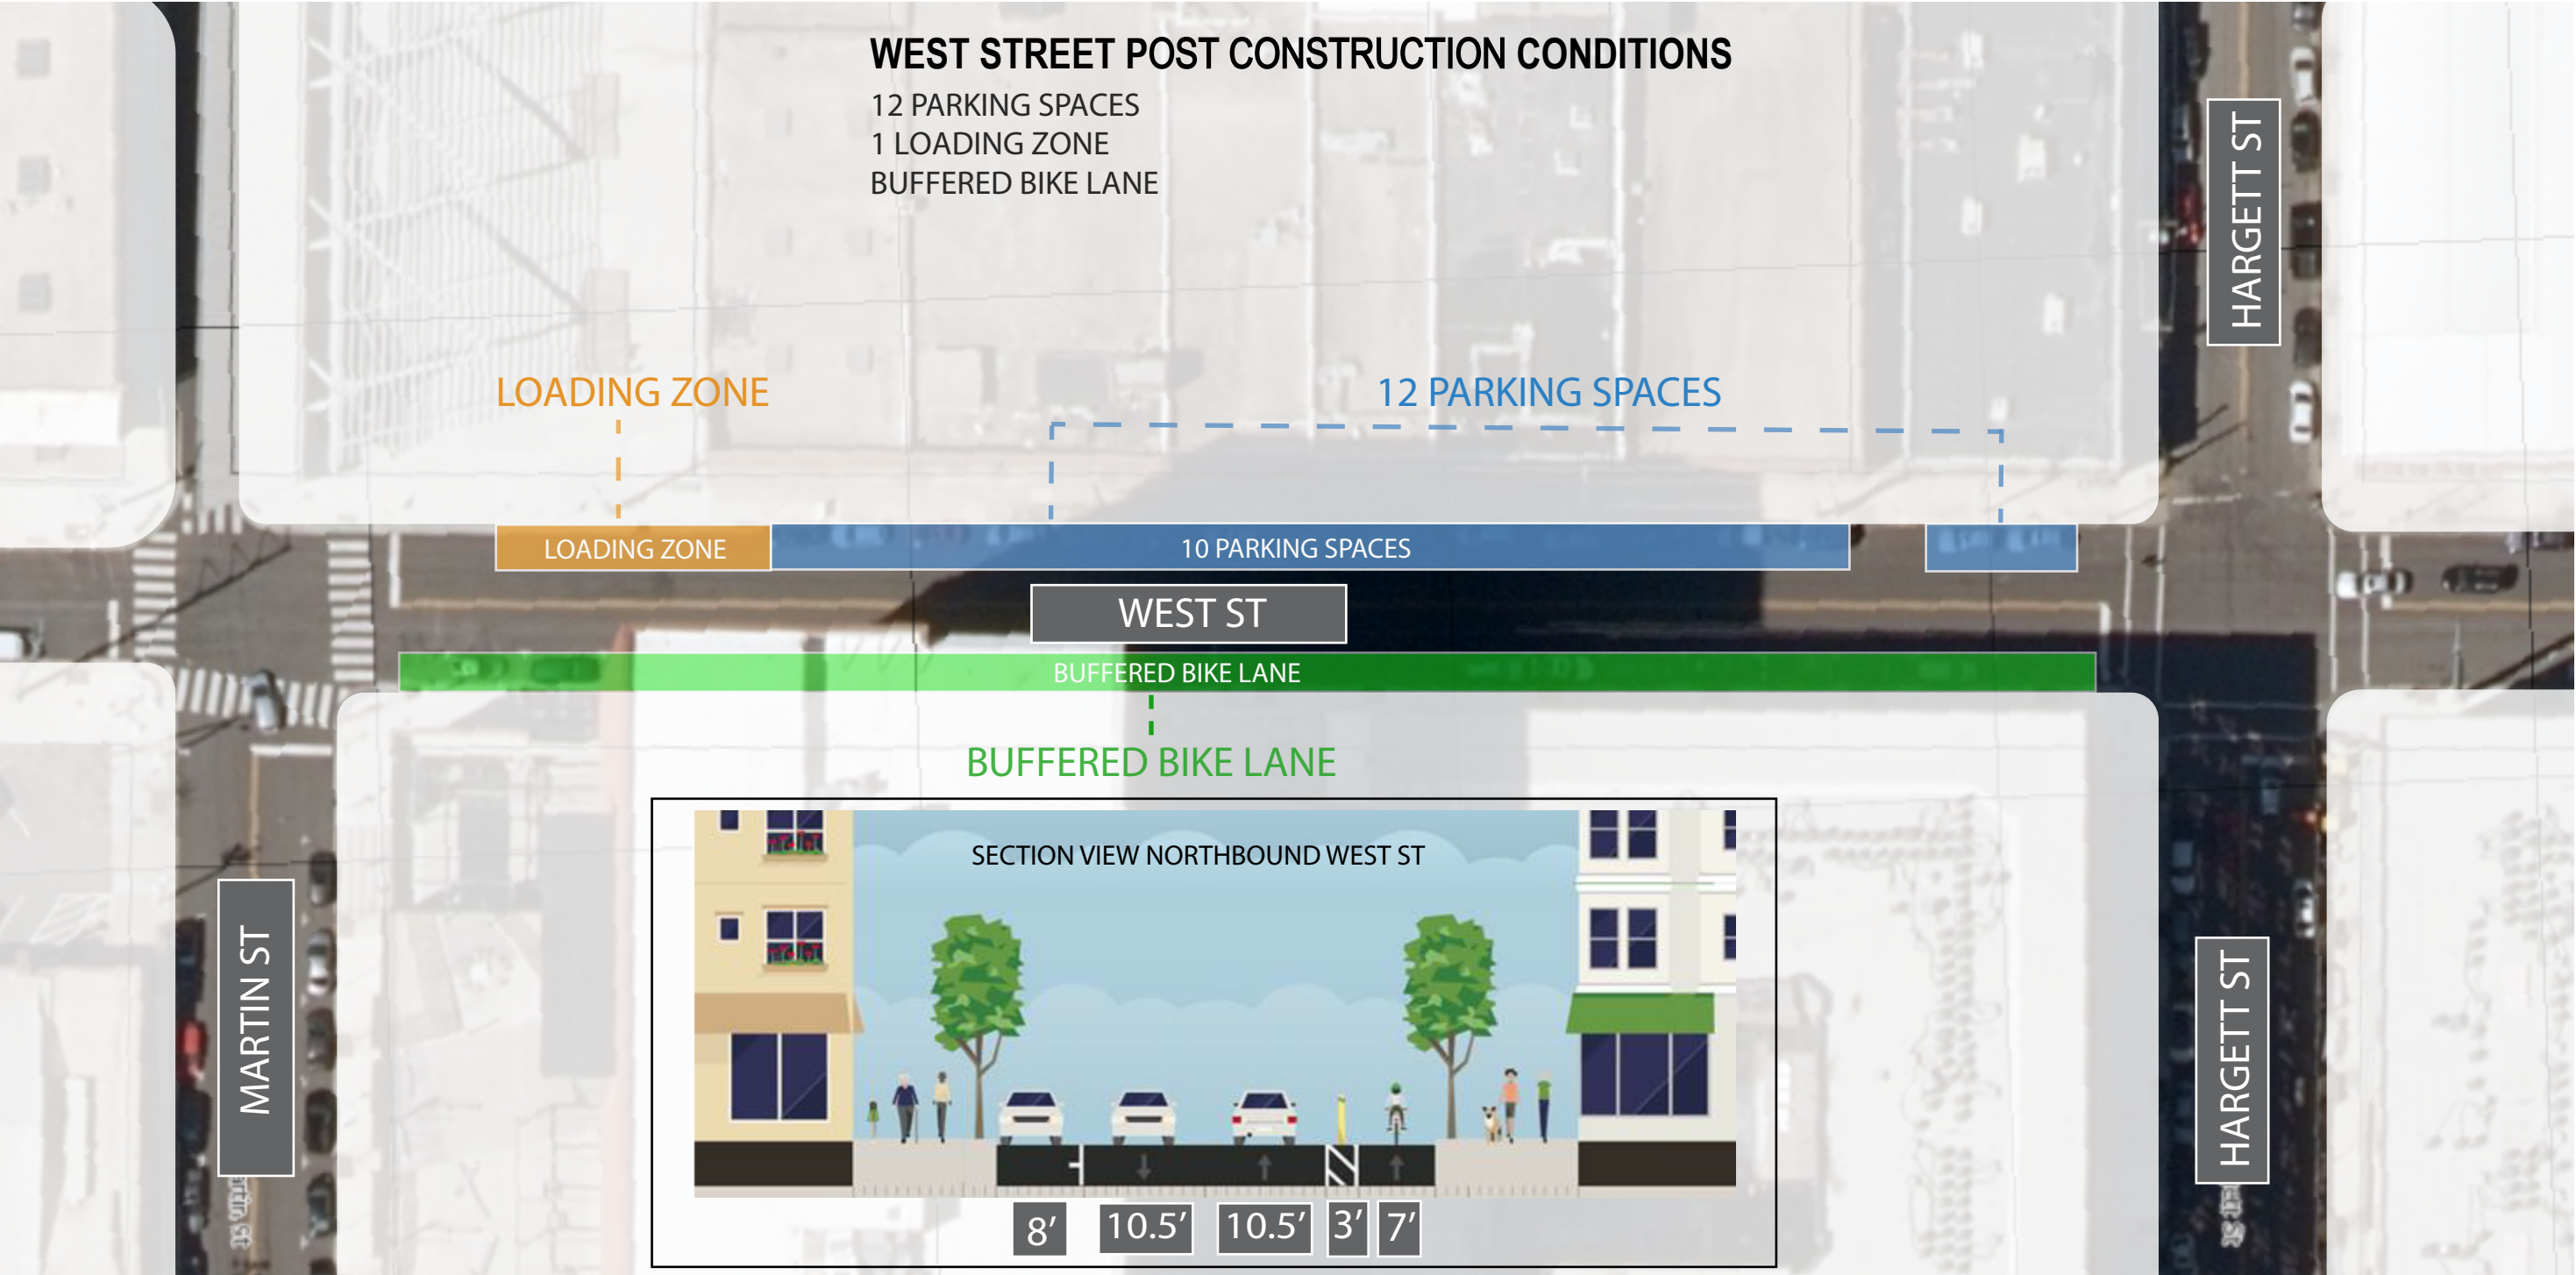 WEST STREET POST CONSTRUCTION CONDITIONS
12 PARKING SPACES
1 LOADING ZONE
BUFFERED BIKE LANE
HARGETT ST
LOADING ZONE
12 PARKING SPACES
LOADING ZONE
10 PARKING SPACES
WEST ST
BUFFERED BIKE LANE
BUFFERED BIKE LANE
SECTION VIEW NORTHBOUND WEST ST
MARTIN ST
HARGETT ST
8’
10.5’
10.5’
3’
7’